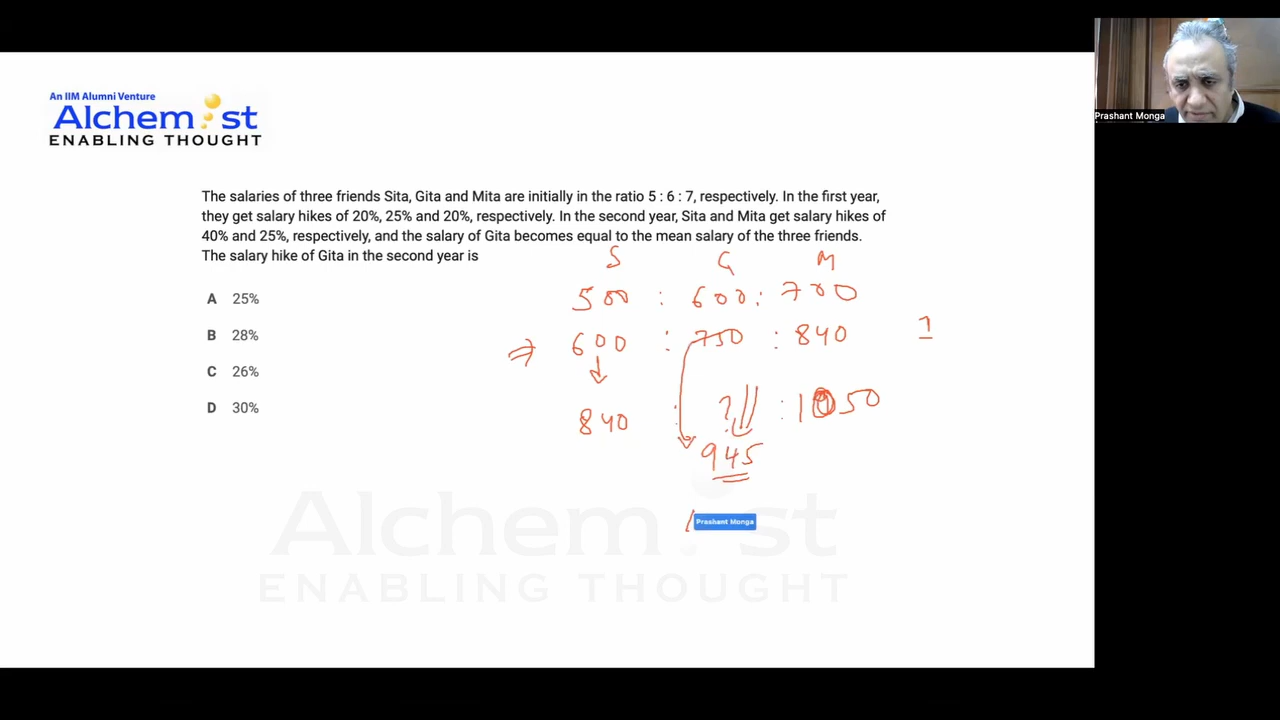 An IIM Alumni Venture
Alchemist
ENABLING THOUGHT
Prashant Monga
The salaries of three friends Sita, Gita and Mita are initially in the ratio 5 : 6 : 7, respectively. In the first year,
they get salary hikes of 20%, 25% and 20%, respectively. In the second year, Sita and Mita get salary hikes of
40% and 25%, respectively, and the salary of Gita becomes equal to the mean salary of the three friends.
The salary hike of Gita in the second year is
S G M
A 25%
500 : 600 : 700
B 28%
⇒ 600 : 750 : 840 1
C 26%
D 30%
840 : ? : 1050
945
Prashant Monga
Alchemist
ENABLING THOUGHT